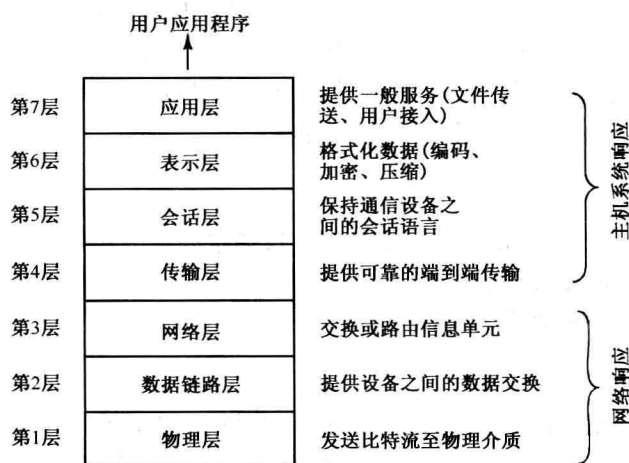 用户应用程序
第7层 应用层 提供一般服务(文件传
送、用户接入)
第6层 表示层 格式化数据(编码、
加密、压缩)
第5层 会话层 保持通信设备之
间的会话语言
第4层 传输层 提供可靠的端到端传输
主机系统响应
第3层 网络层 交换或路由信息单元
第2层 数据链路层 提供设备之间的数据交换
第1层 物理层 发送比特流至物理介质
网络响应